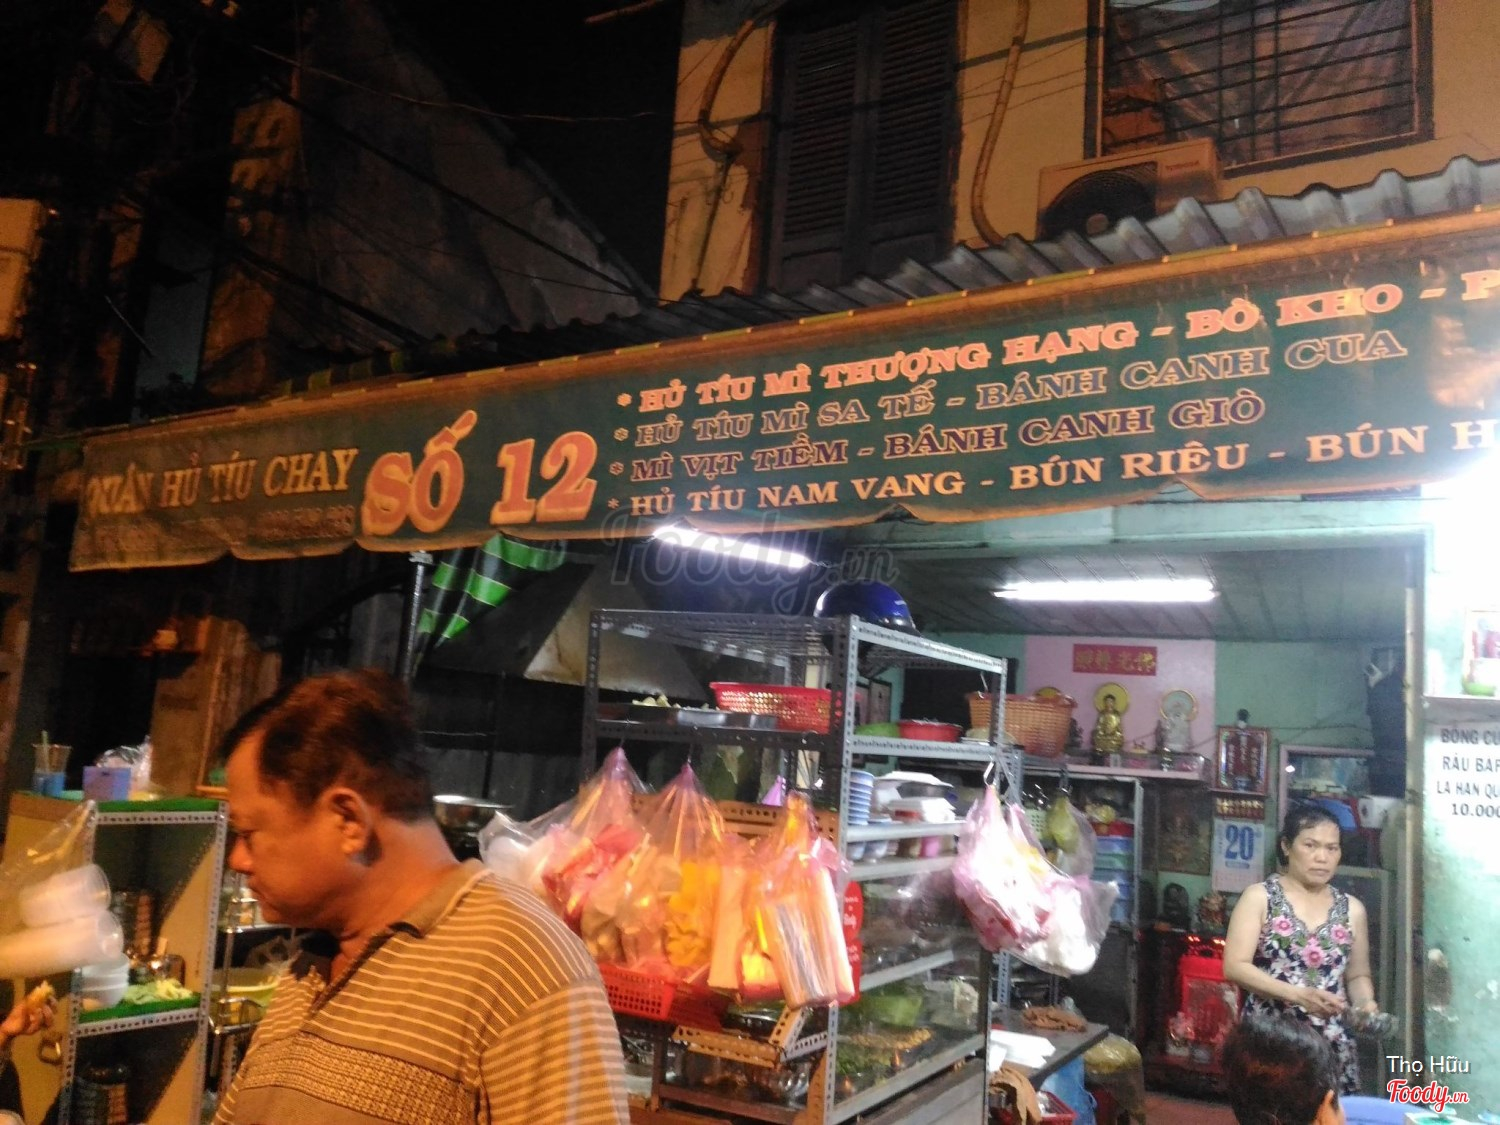 QUÁN HỦ TÍU CHAY
SỐ 12
* HỦ TÍU MÌ THƯỢNG HẠNG - BÒ KHO - P
* HỦ TÍU MÌ SA TẾ - BÁNH CANH CUA
* MÌ VỊT TIỀM - BÁNH CANH GIÒ
* HỦ TÍU NAM VANG - BÚN RIÊU - BÚN H
Foody.vn
20
BÔNG CÚ
RÂU BẮP
LA HÁN QU
10.000
Thọ Hữu
Foody.vn